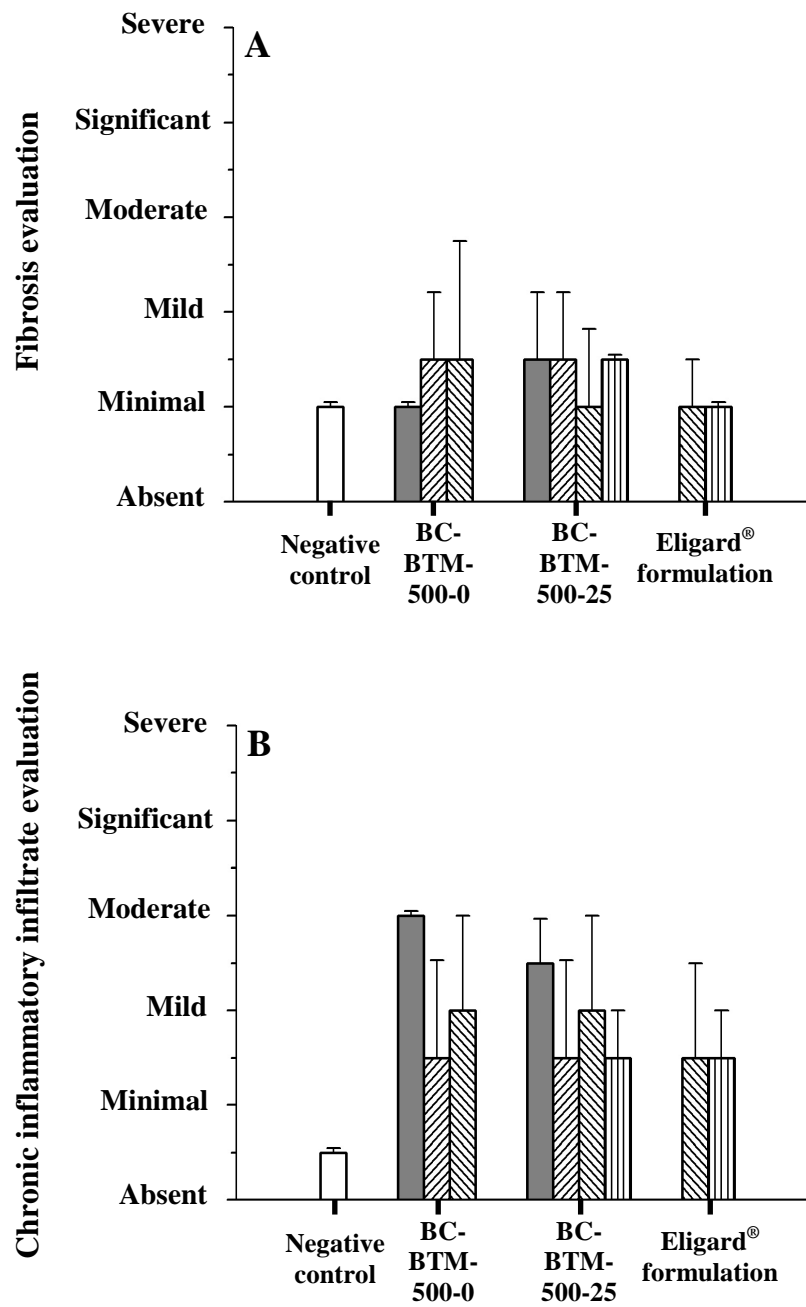 Severe
A
Significant
Moderate
Mild
Minimal
Absent
Fibrosis evaluation
Negative
control
BC-
BTM-
500-0
BC-
BTM-
500-25
Eligard®
formulation
Severe
B
Significant
Moderate
Mild
Minimal
Absent
Chronic inflammatory infiltrate evaluation
Negative
control
BC-
BTM-
500-0
BC-
BTM-
500-25
Eligard®
formulation